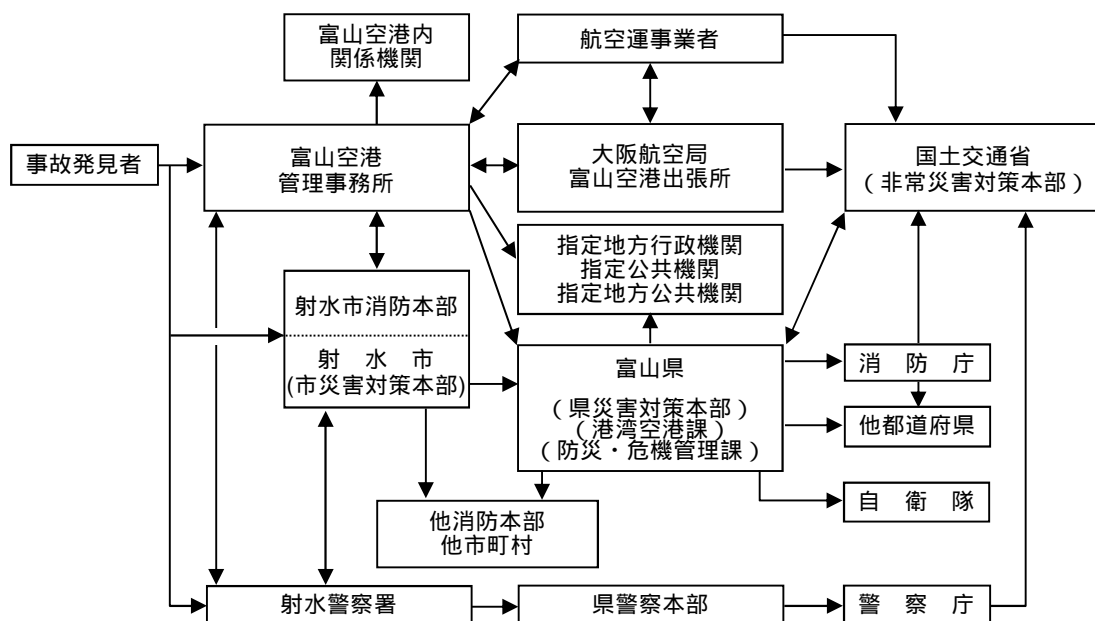 富山空港内
関係機関
航空運事業者
事故発見者
富山空港
管理事務所
大阪航空局
富山空港出張所
国土交通省
(非常災害対策本部)
指定地方行政機関
指定公共機関
指定地方公共機関
射水市消防本部
射 水 市
(市災害対策本部)
富山県
(県災害対策本部)
(港湾空港課)
(防災・危機管理課)
消 防 庁
他都道府県
自 衛 隊
他消防本部
他市町村
射水警察署
県警察本部
警 察 庁